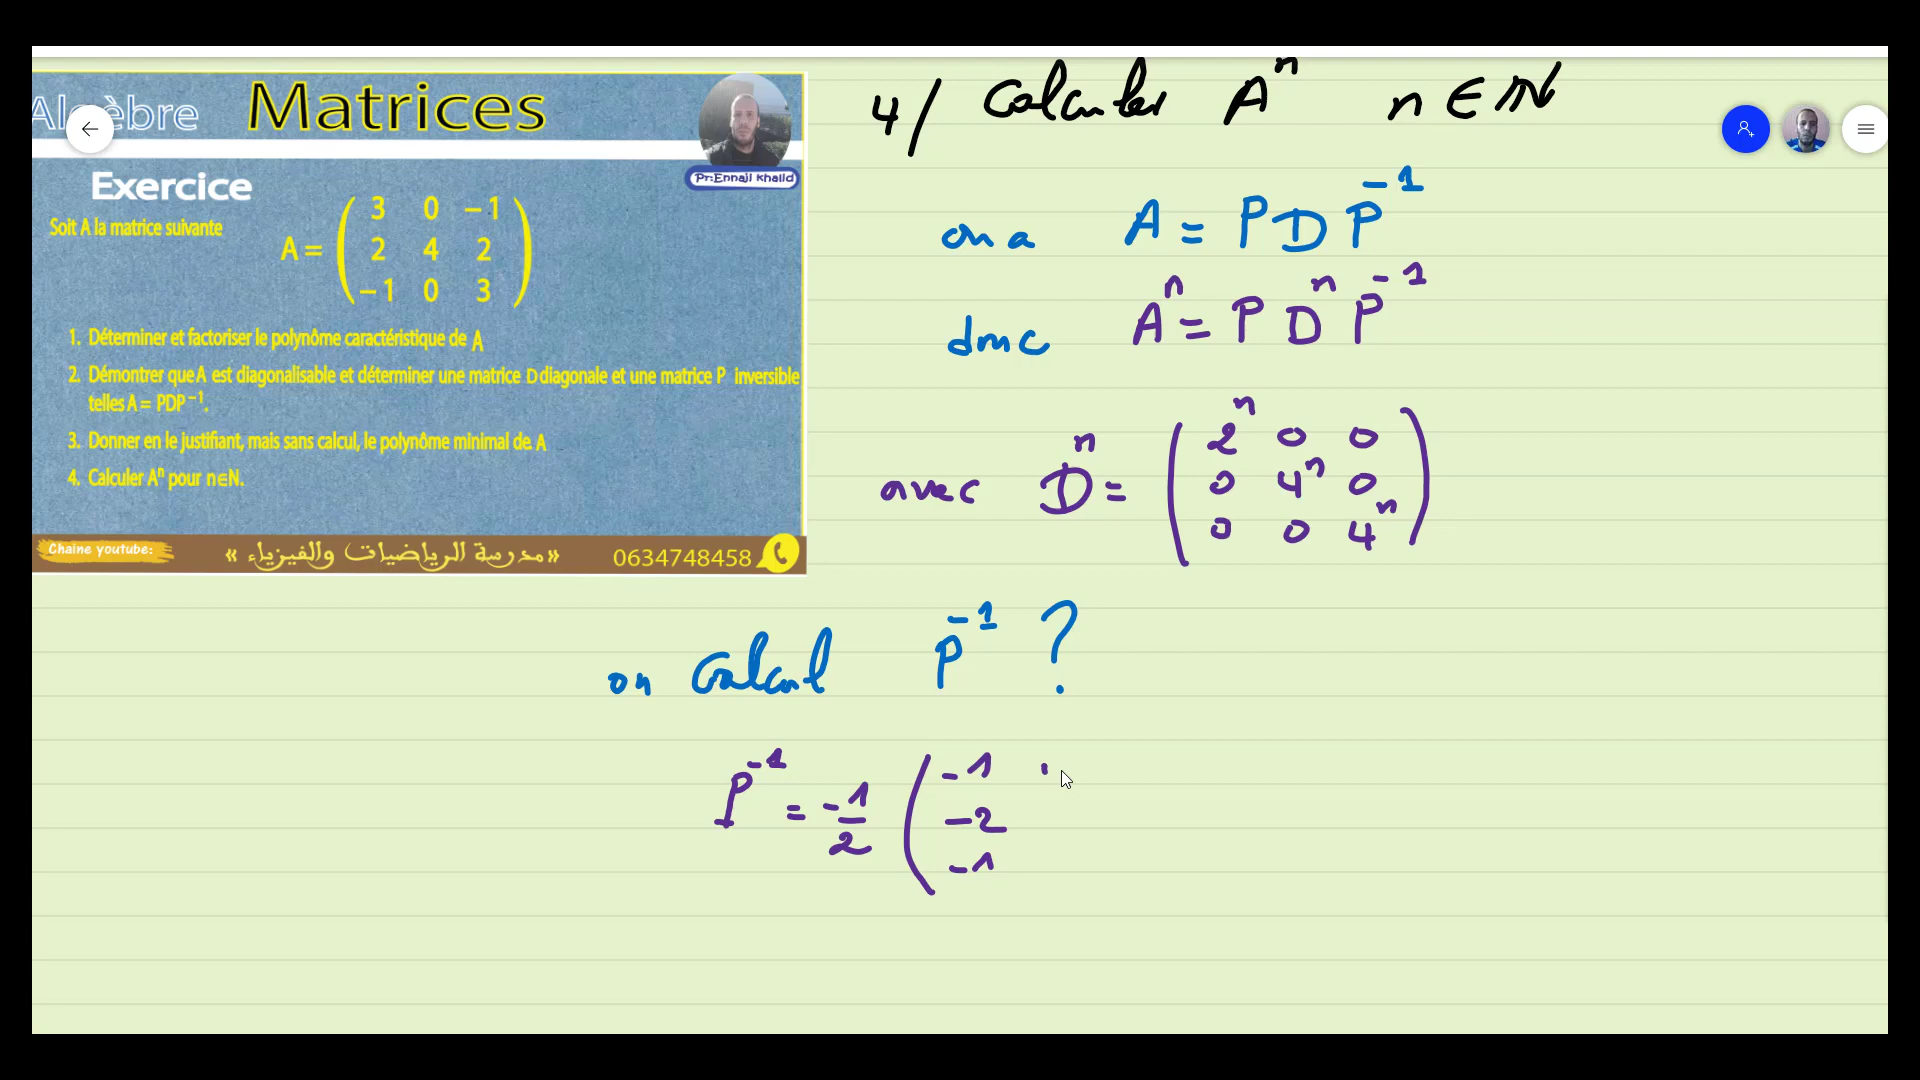 Algèbre Matrices
Pr:Ennaji khalid
Exercice
Soit A la matrice suivante
A = ( 3 0 −1
2 4 2
−1 0 3 )
1. Déterminer et factoriser le polynôme caractéristique de A
2. Démontrer que A est diagonalisable et déterminer une matrice D diagonale et une matrice P inversible
telles A = PDP⁻¹.
3. Donner en le justifiant, mais sans calcul, le polynôme minimal de A
4. Calculer Aⁿ pour n∈N.
Chaine youtube: «مدرسة الرياضيات والفيزياء» 0634748458
4/ Calculer Aⁿ n ∈ ℕ
on a A = P D P⁻¹
donc Aⁿ = P Dⁿ P⁻¹
avec Dⁿ = ( 2ⁿ 0 0
0 4ⁿ 0
0 0 4ⁿ )
on calcul P⁻¹ ?
P⁻¹ = -1/2 ( -1
-2
-1